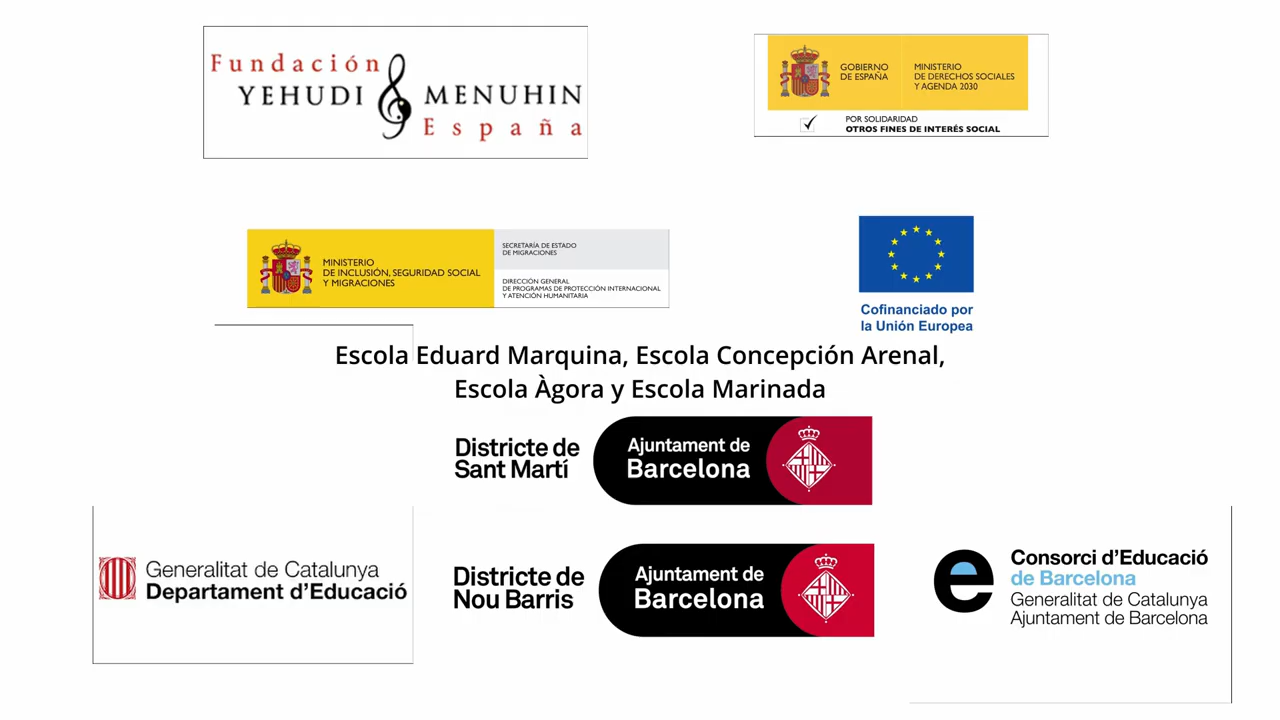 Fundación
YEHUDI MENUHIN
España
GOBIERNO
DE ESPAÑA
MINISTERIO
DE DERECHOS SOCIALES
Y AGENDA 2030
POR SOLIDARIDAD
OTROS FINES DE INTERÉS SOCIAL
MINISTERIO
DE INCLUSIÓN, SEGURIDAD SOCIAL
Y MIGRACIONES
SECRETARÍA DE ESTADO
DE MIGRACIONES
DIRECCIÓN GENERAL
DE PROGRAMAS DE PROTECCIÓN INTERNACIONAL
Y ATENCIÓN HUMANITARIA
Cofinanciado por
la Unión Europea
Escola Eduard Marquina, Escola Concepción Arenal,
Escola Àgora y Escola Marinada
Districte de
Sant Martí
Ajuntament de
Barcelona
Generalitat de Catalunya
Departament d'Educació
Districte de
Nou Barris
Ajuntament de
Barcelona
e
Consorci d'Educació
de Barcelona
Generalitat de Catalunya
Ajuntament de Barcelona